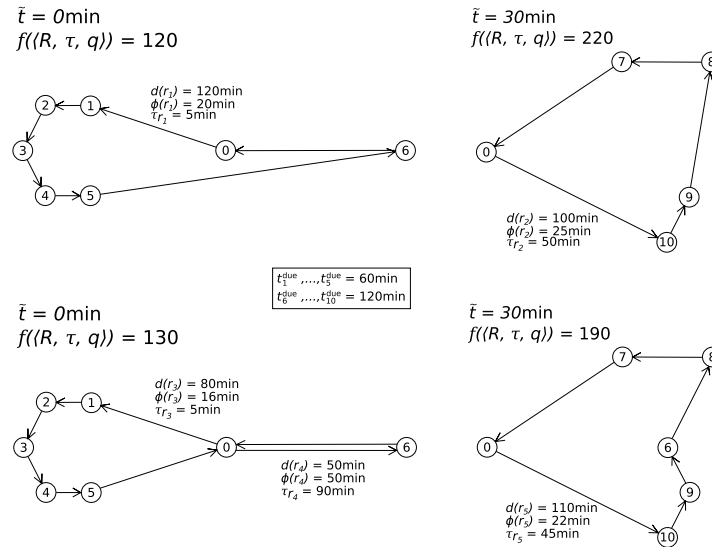 t̃ = 0min
f(⟨R, τ, q⟩) = 120
d(r₁) = 120min
ϕ(r₁) = 20min
τr₁ = 5min
2
1
3
0
6
4
5
t̃ = 30min
f(⟨R, τ, q⟩) = 220
7
8
0
9
d(r₂) = 100min
ϕ(r₂) = 25min
τr₂ = 50min
10
t₁ᵈᵘᵉ ,...,t₅ᵈᵘᵉ = 60min
t₆ᵈᵘᵉ ,...,t₁₀ᵈᵘᵉ = 120min
t̃ = 0min
f(⟨R, τ, q⟩) = 130
d(r₃) = 80min
ϕ(r₃) = 16min
τr₃ = 5min
2
1
3
0
6
d(r₄) = 50min
ϕ(r₄) = 50min
τr₄ = 90min
4
5
t̃ = 30min
f(⟨R, τ, q⟩) = 190
7
8
0
6
9
d(r₅) = 110min
ϕ(r₅) = 22min
τr₅ = 45min
10